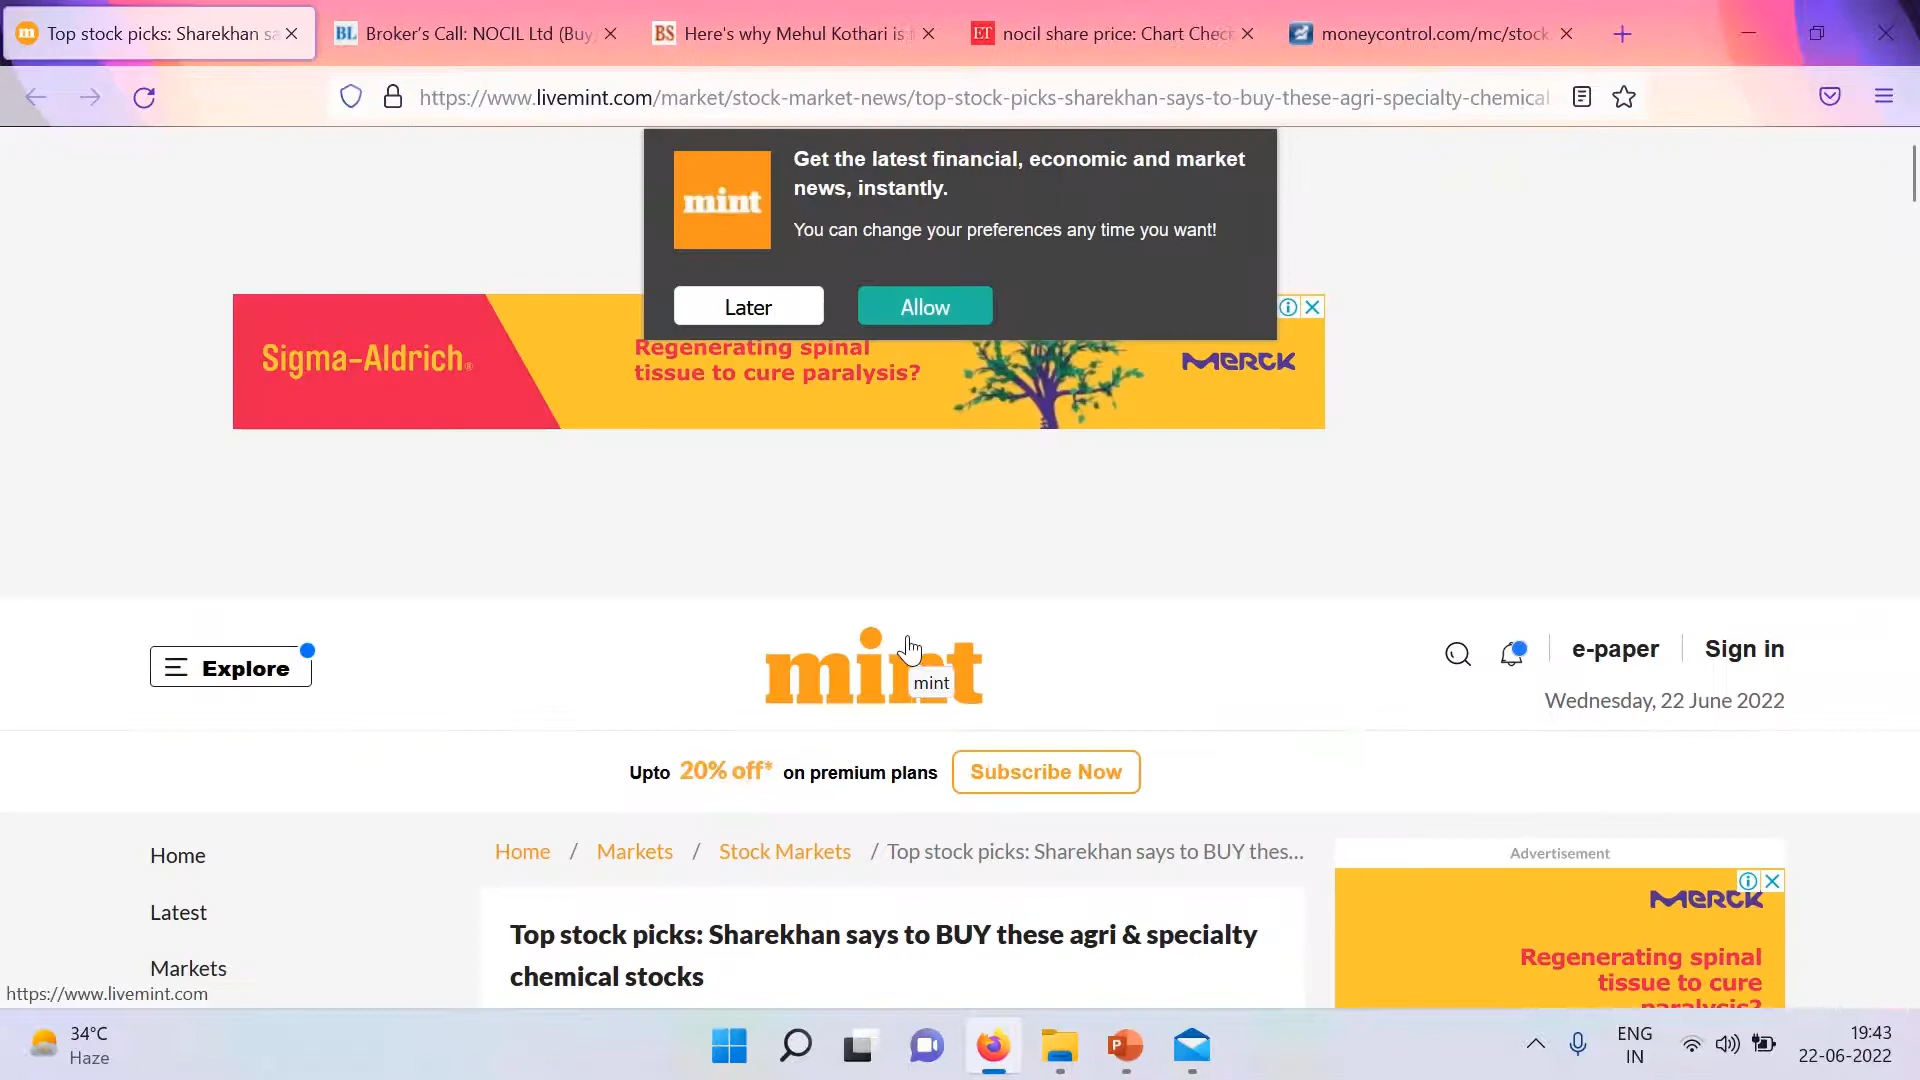 Top stock picks: Sharekhan sa
BL Broker's Call: NOCIL Ltd (Buy
BS Here's why Mehul Kothari is
ET nocil share price: Chart Check
moneycontrol.com/mc/stock
https://www.livemint.com/market/stock-market-news/top-stock-picks-sharekhan-says-to-buy-these-agri-specialty-chemical
mint
Get the latest financial, economic and market
news, instantly.
You can change your preferences any time you want!
Later
Allow
Sigma-Aldrich®
Regenerating spinal
tissue to cure paralysis?
MERCK
Explore
mint
mint
e-paper
Sign in
Wednesday, 22 June 2022
Upto 20% off* on premium plans
Subscribe Now
Home
Latest
Markets
Home / Markets / Stock Markets / Top stock picks: Sharekhan says to BUY thes...
Top stock picks: Sharekhan says to BUY these agri & specialty
chemical stocks
Advertisement
MERCK
Regenerating spinal
tissue to cure
paralysis?
https://www.livemint.com
34°C
Haze
ENG
IN
19:43
22-06-2022